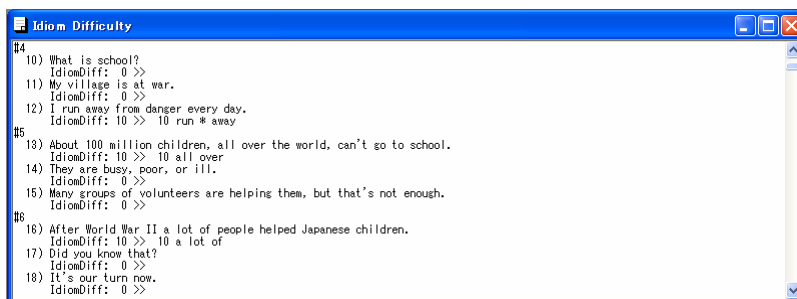 Idiom Difficulty
#4
10) What is school?
IdiomDiff: 0 >>
11) My village is at war.
IdiomDiff: 0 >>
12) I run away from danger every day.
IdiomDiff: 10 >> 10 run * away
#5
13) About 100 million children, all over the world, can't go to school.
IdiomDiff: 10 >> 10 all over
14) They are busy, poor, or ill.
IdiomDiff: 0 >>
15) Many groups of volunteers are helping them, but that's not enough.
IdiomDiff: 0 >>
#6
16) After World War II a lot of people helped Japanese children.
IdiomDiff: 10 >> 10 a lot of
17) Did you know that?
IdiomDiff: 0 >>
18) It's our turn now.
IdiomDiff: 0 >>